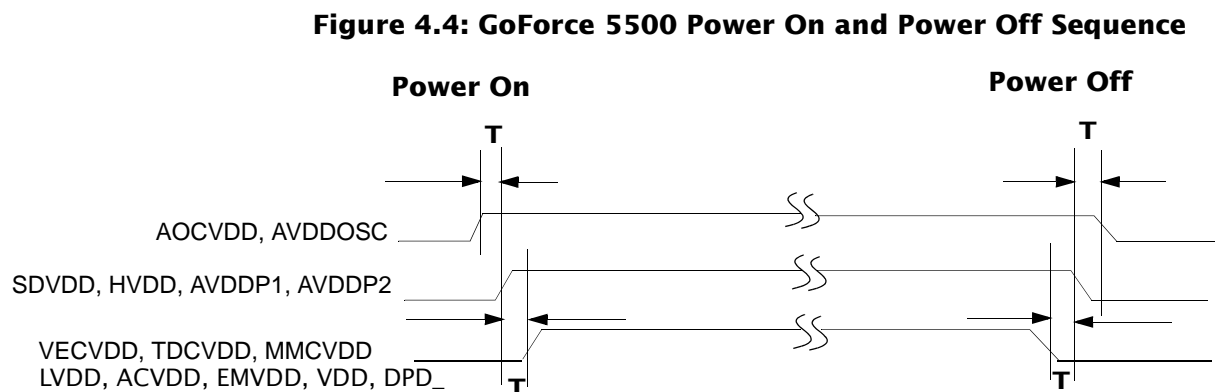 Figure 4.4: GoForce 5500 Power On and Power Off Sequence
Power On
Power Off
T
T
AOCVDD, AVDDOSC
SDVDD, HVDD, AVDDP1, AVDDP2
VECVDD, TDCVDD, MMCVDD
LVDD, ACVDD, EMVDD, VDD, DPD_
T
T